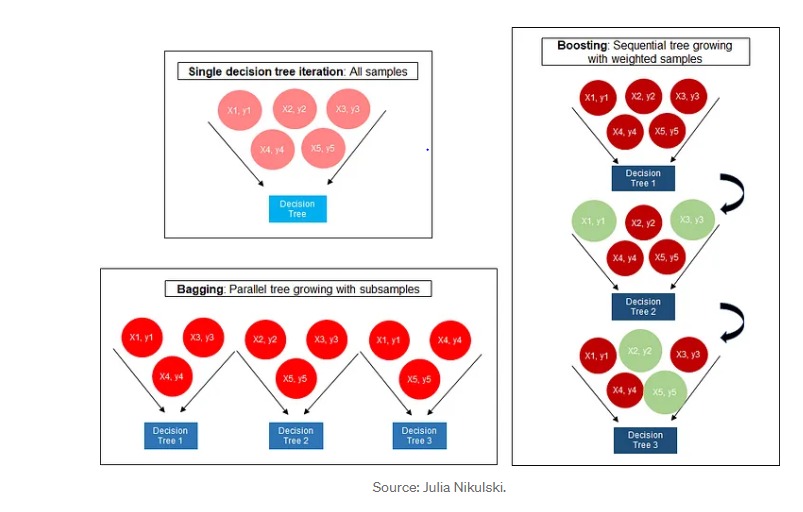 Single decision tree iteration: All samples
X1, y1
X2, y2
X3, y3
X4, y4
X5, y5
Decision
Tree
Bagging: Parallel tree growing with subsamples
X1, y1
X3, y3
X4, y4
Decision
Tree 1
X2, y2
X3, y3
X5, y5
Decision
Tree 2
X1, y1
X4, y4
X5, y5
Decision
Tree 3
Boosting: Sequential tree growing
with weighted samples
X1, y1
X2, y2
X3, y3
X4, y4
X5, y5
Decision
Tree 1
X1, y1
X2, y2
X3, y3
X4, y4
X5, y5
Decision
Tree 2
X1, y1
X2, y2
X3, y3
X4, y4
X5, y5
Decision
Tree 3
Source: Julia Nikulski.